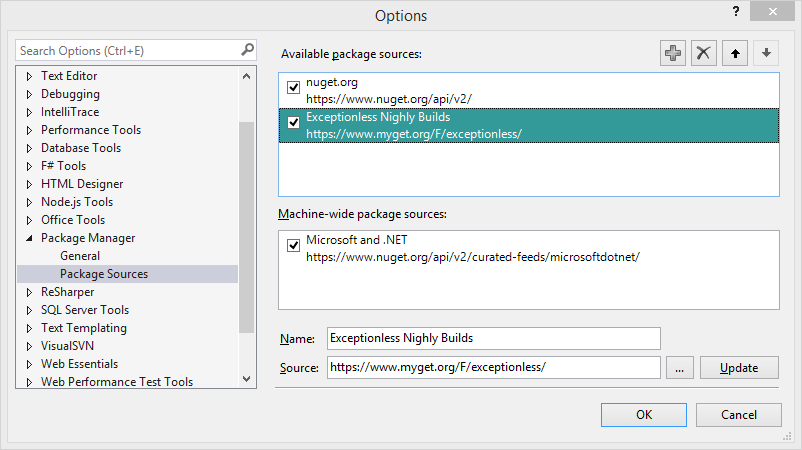 Options
Search Options (Ctrl+E)
Text Editor
Debugging
IntelliTrace
Performance Tools
Database Tools
F# Tools
HTML Designer
Node.js Tools
Office Tools
Package Manager
General
Package Sources
ReSharper
SQL Server Tools
Text Templating
VisualSVN
Web Essentials
Web Performance Test Tools
Available package sources:
nuget.org
https://www.nuget.org/api/v2/
Exceptionless Nighly Builds
https://www.myget.org/F/exceptionless/
Machine-wide package sources:
Microsoft and .NET
https://www.nuget.org/api/v2/curated-feeds/microsoftdotnet/
Name: Exceptionless Nighly Builds
Source: https://www.myget.org/F/exceptionless/ ... Update
OK Cancel